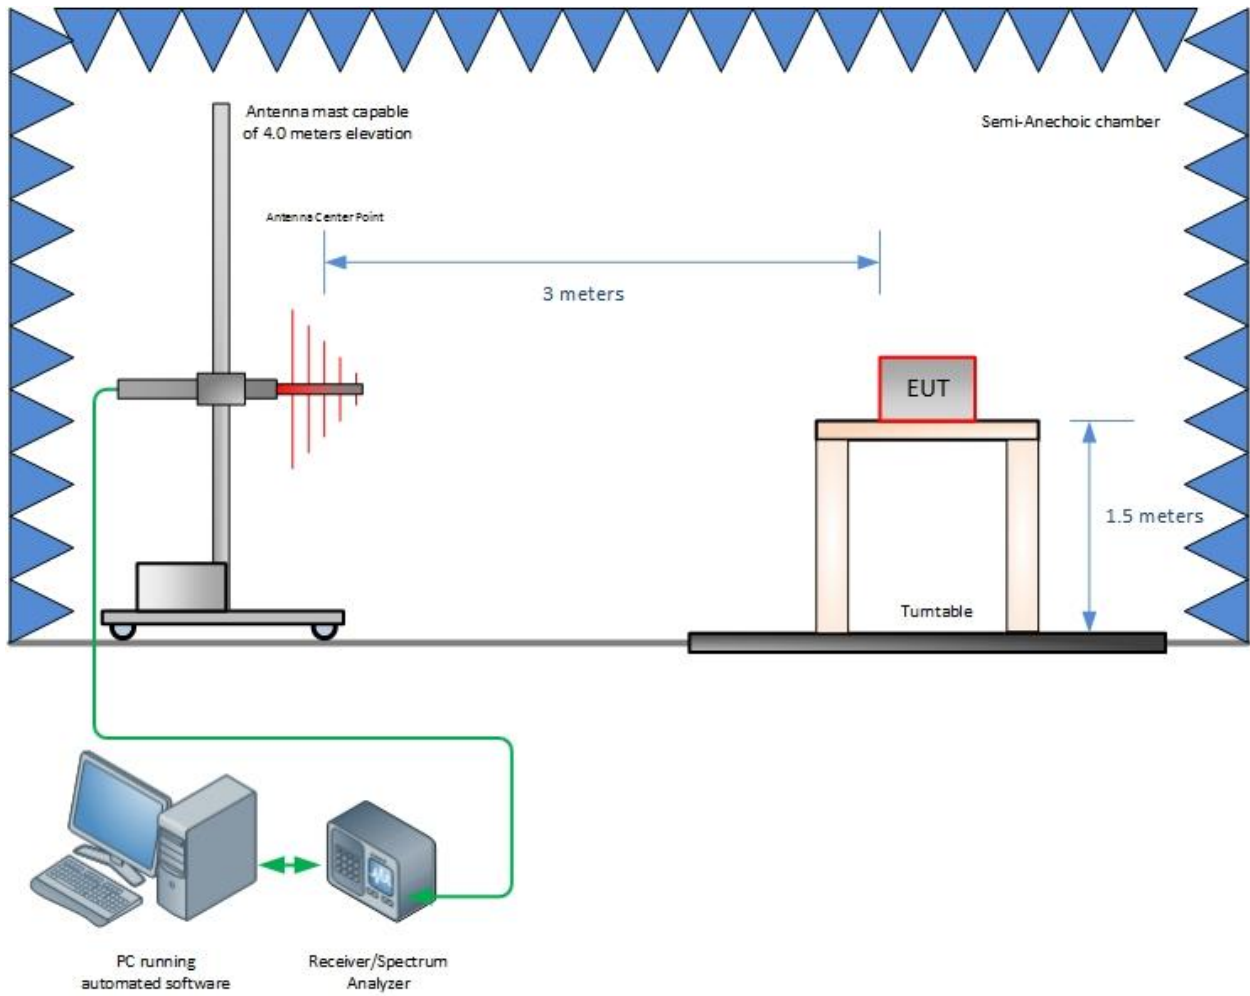 Antenna mast capable
of 4.0 meters elevation
Semi-Anechoic chamber
Antenna Center Point
3 meters
EUT
1.5 meters
Turntable
PC running
automated software
Receiver/Spectrum
Analyzer